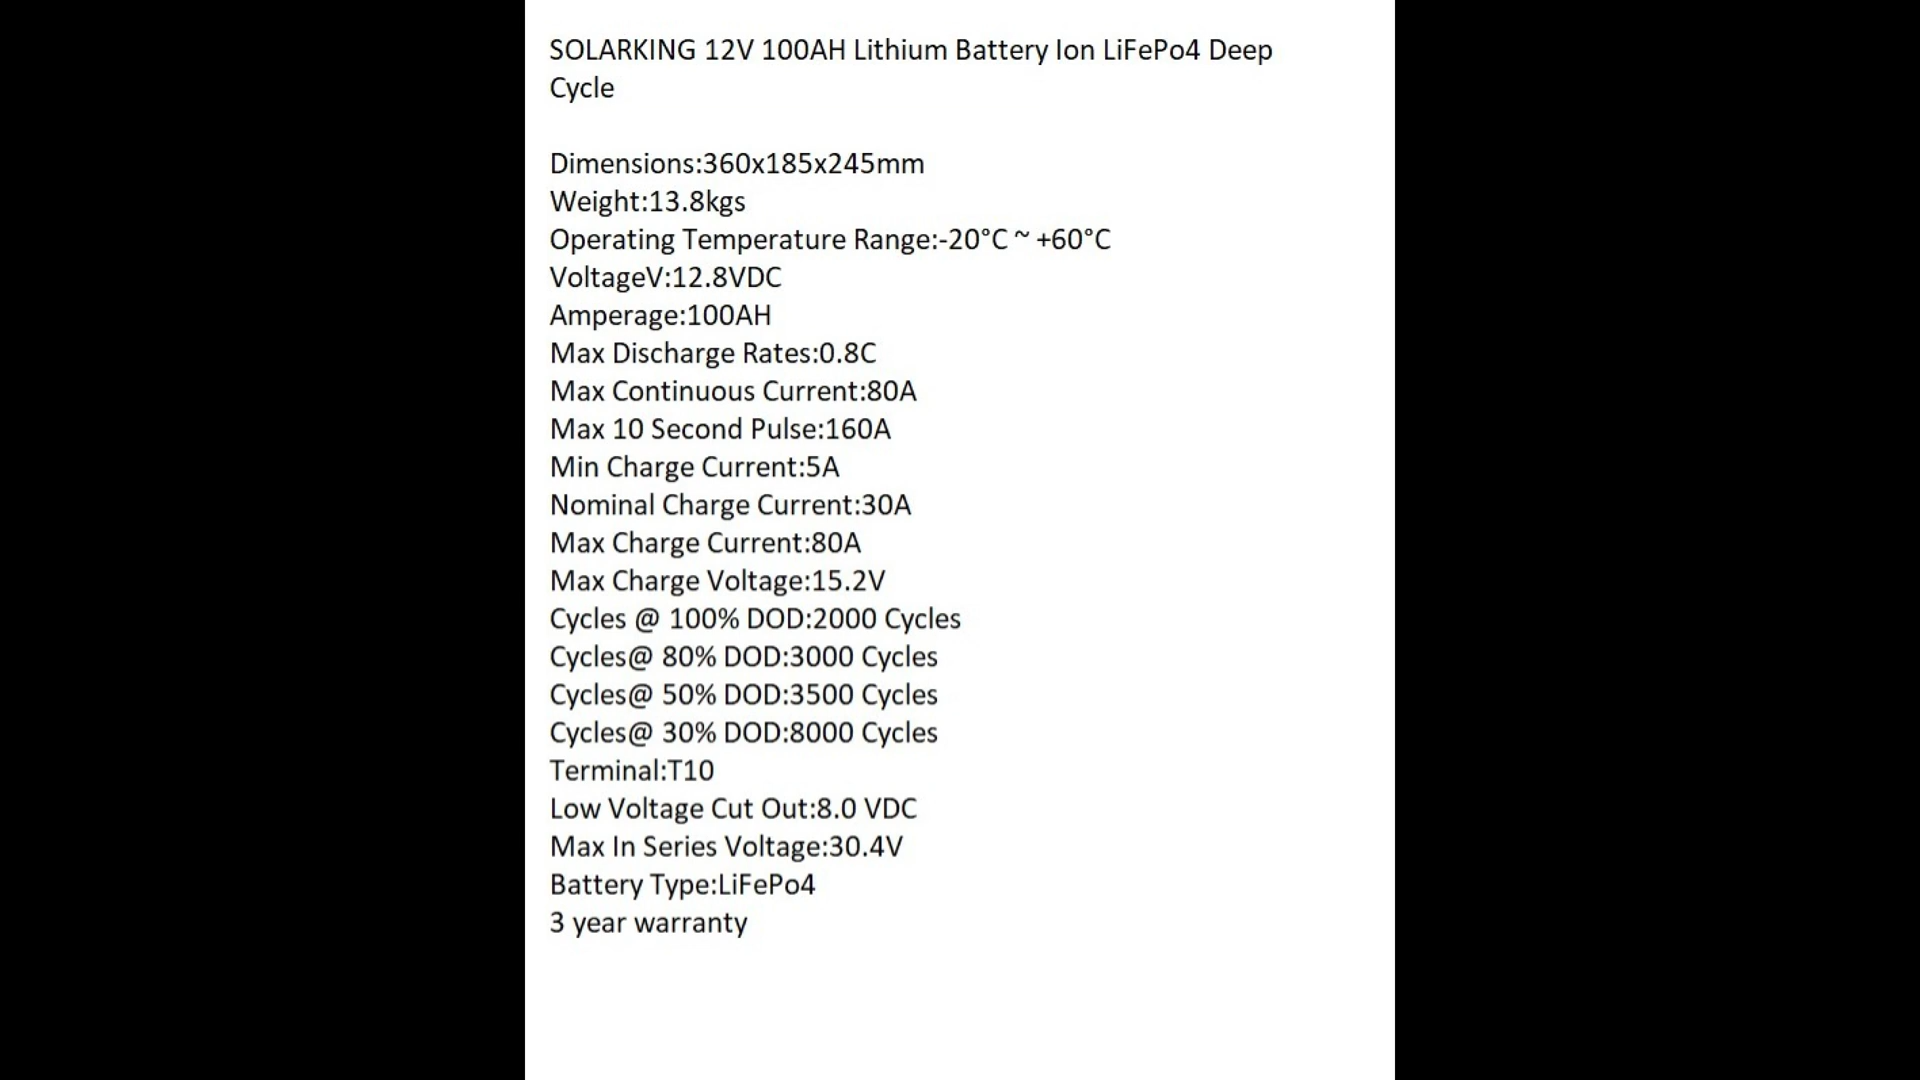 SOLARKING 12V 100AH Lithium Battery Ion LiFePo4 Deep
Cycle
Dimensions:360x185x245mm
Weight:13.8kgs
Operating Temperature Range:-20°C ~ +60°C
VoltageV:12.8VDC
Amperage:100AH
Max Discharge Rates:0.8C
Max Continuous Current:80A
Max 10 Second Pulse:160A
Min Charge Current:5A
Nominal Charge Current:30A
Max Charge Current:80A
Max Charge Voltage:15.2V
Cycles @ 100% DOD:2000 Cycles
Cycles@ 80% DOD:3000 Cycles
Cycles@ 50% DOD:3500 Cycles
Cycles@ 30% DOD:8000 Cycles
Terminal:T10
Low Voltage Cut Out:8.0 VDC
Max In Series Voltage:30.4V
Battery Type:LiFePo4
3 year warranty